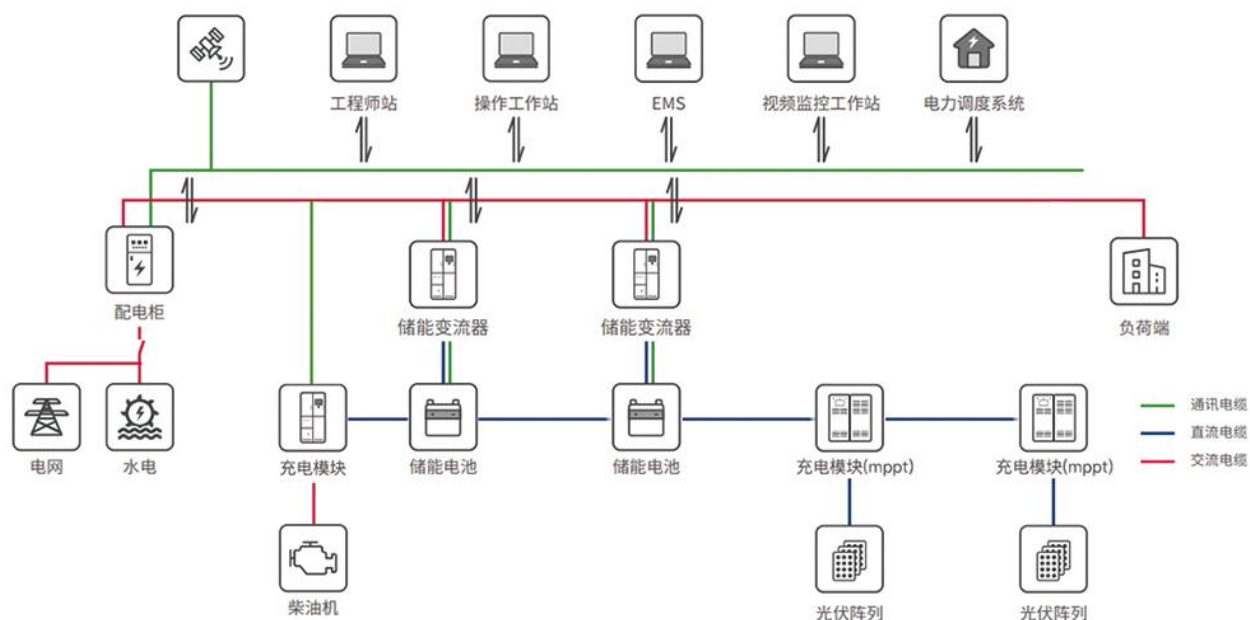 工程师站
操作工作站
EMS
视频监控工作站
电力调度系统
配电柜
储能变流器
储能变流器
负荷端
电网
水电
充电模块
储能电池
储能电池
充电模块(mppt)
充电模块(mppt)
通讯电缆
直流电缆
交流电缆
柴油机
光伏阵列
光伏阵列